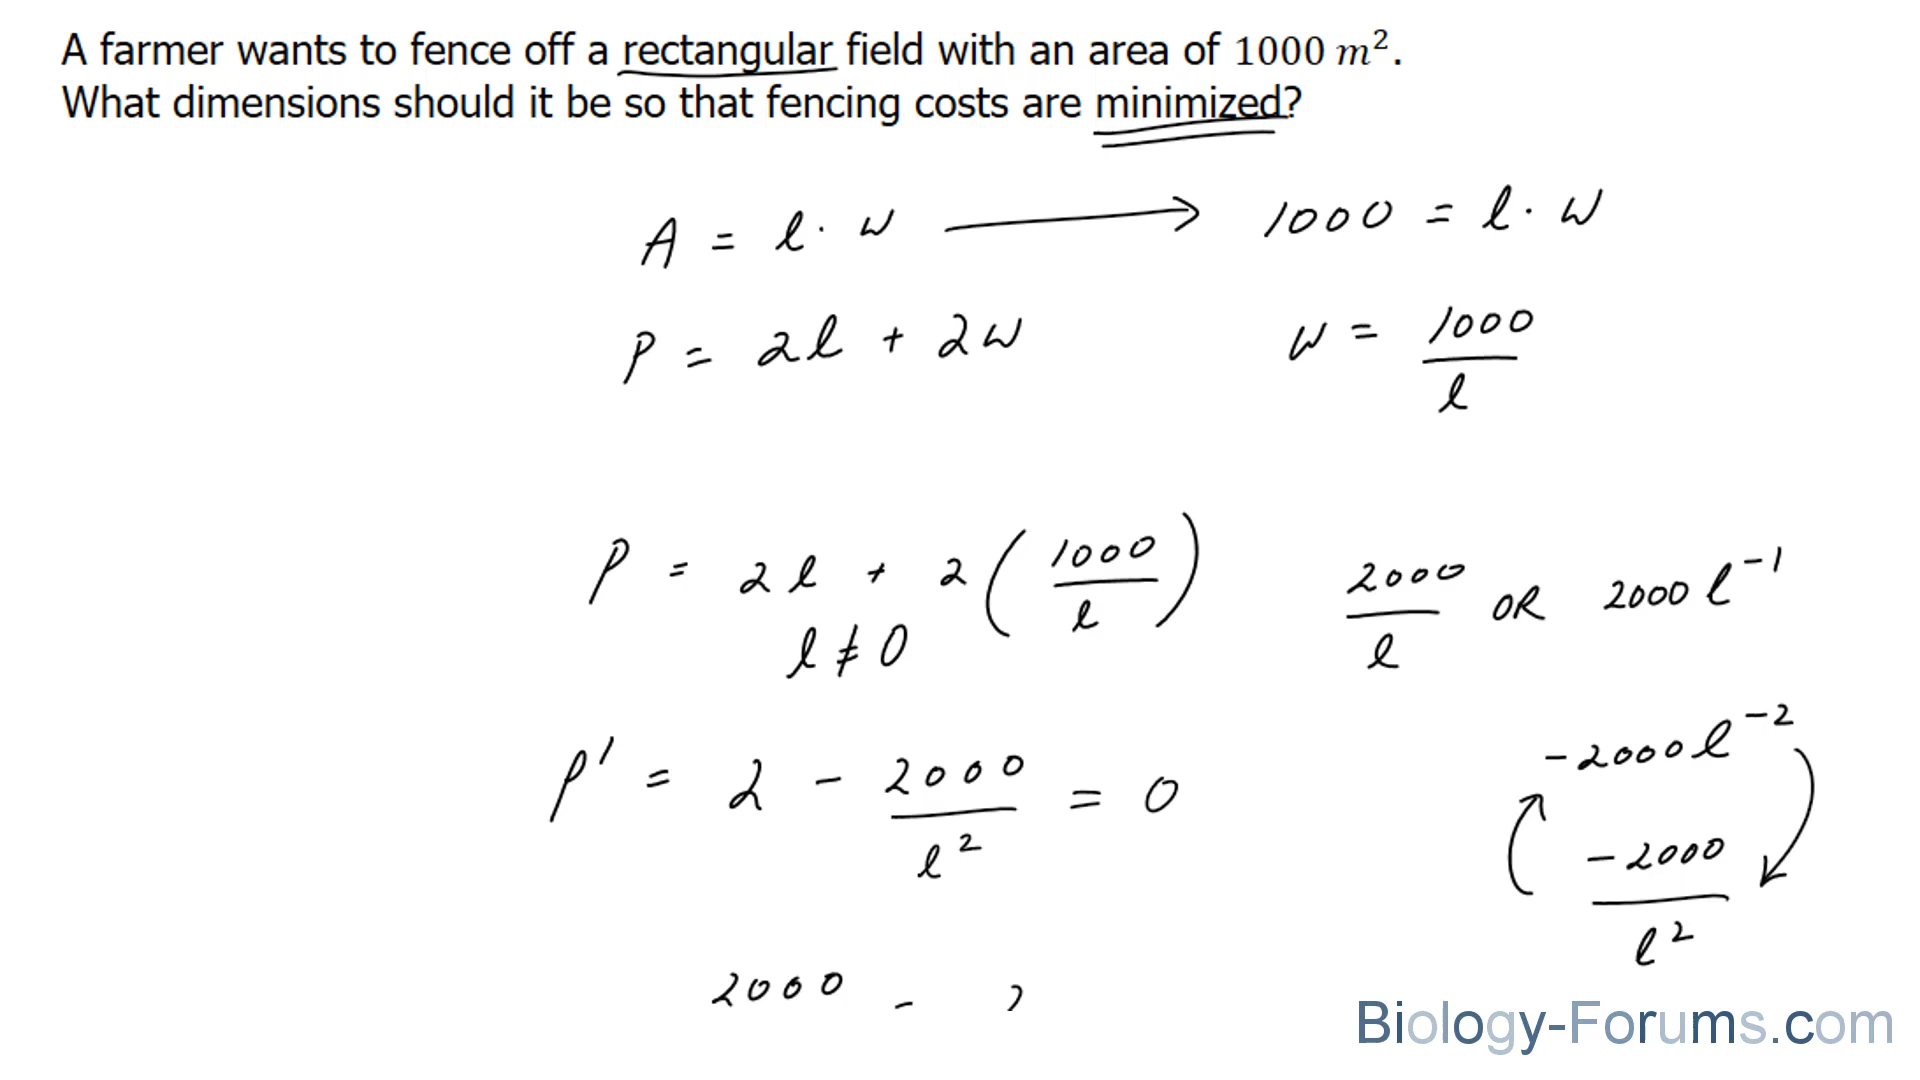 A farmer wants to fence off a rectangular field with an area of 1000 m².
What dimensions should it be so that fencing costs are minimized?
A = l · w → 1000 = l · w
P = 2l + 2w w = 1000/l
P = 2l + 2(1000/l) 2000/l OR 2000 l⁻¹
l ≠ 0
P' = 2 - 2000/l² = 0 -2000 l⁻²
-2000/l²
2000 -
Biology-Forums.com